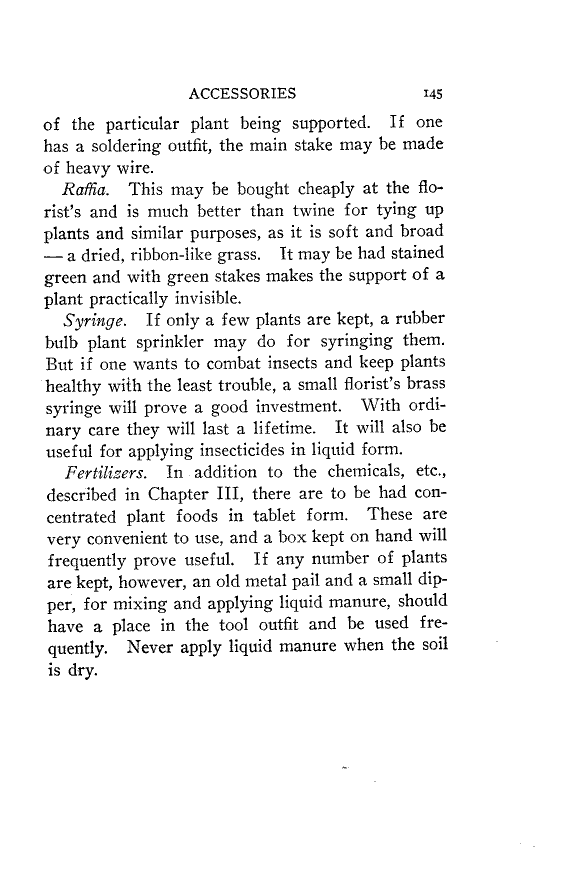 ACCESSORIES 145
of the particular plant being supported. If one
has a soldering outfit, the main stake may be made
of heavy wire.
Raffia. This may be bought cheaply at the flo-
rist's and is much better than twine for tying up
plants and similar purposes, as it is soft and broad
— a dried, ribbon-like grass. It may be had stained
green and with green stakes makes the support of a
plant practically invisible.
Syringe. If only a few plants are kept, a rubber
bulb plant sprinkler may do for syringing them.
But if one wants to combat insects and keep plants
healthy with the least trouble, a small florist's brass
syringe will prove a good investment. With ordi-
nary care they will last a lifetime. It will also be
useful for applying insecticides in liquid form.
Fertilizers. In addition to the chemicals, etc.,
described in Chapter III, there are to be had con-
centrated plant foods in tablet form. These are
very convenient to use, and a box kept on hand will
frequently prove useful. If any number of plants
are kept, however, an old metal pail and a small dip-
per, for mixing and applying liquid manure, should
have a place in the tool outfit and be used fre-
quently. Never apply liquid manure when the soil
is dry.